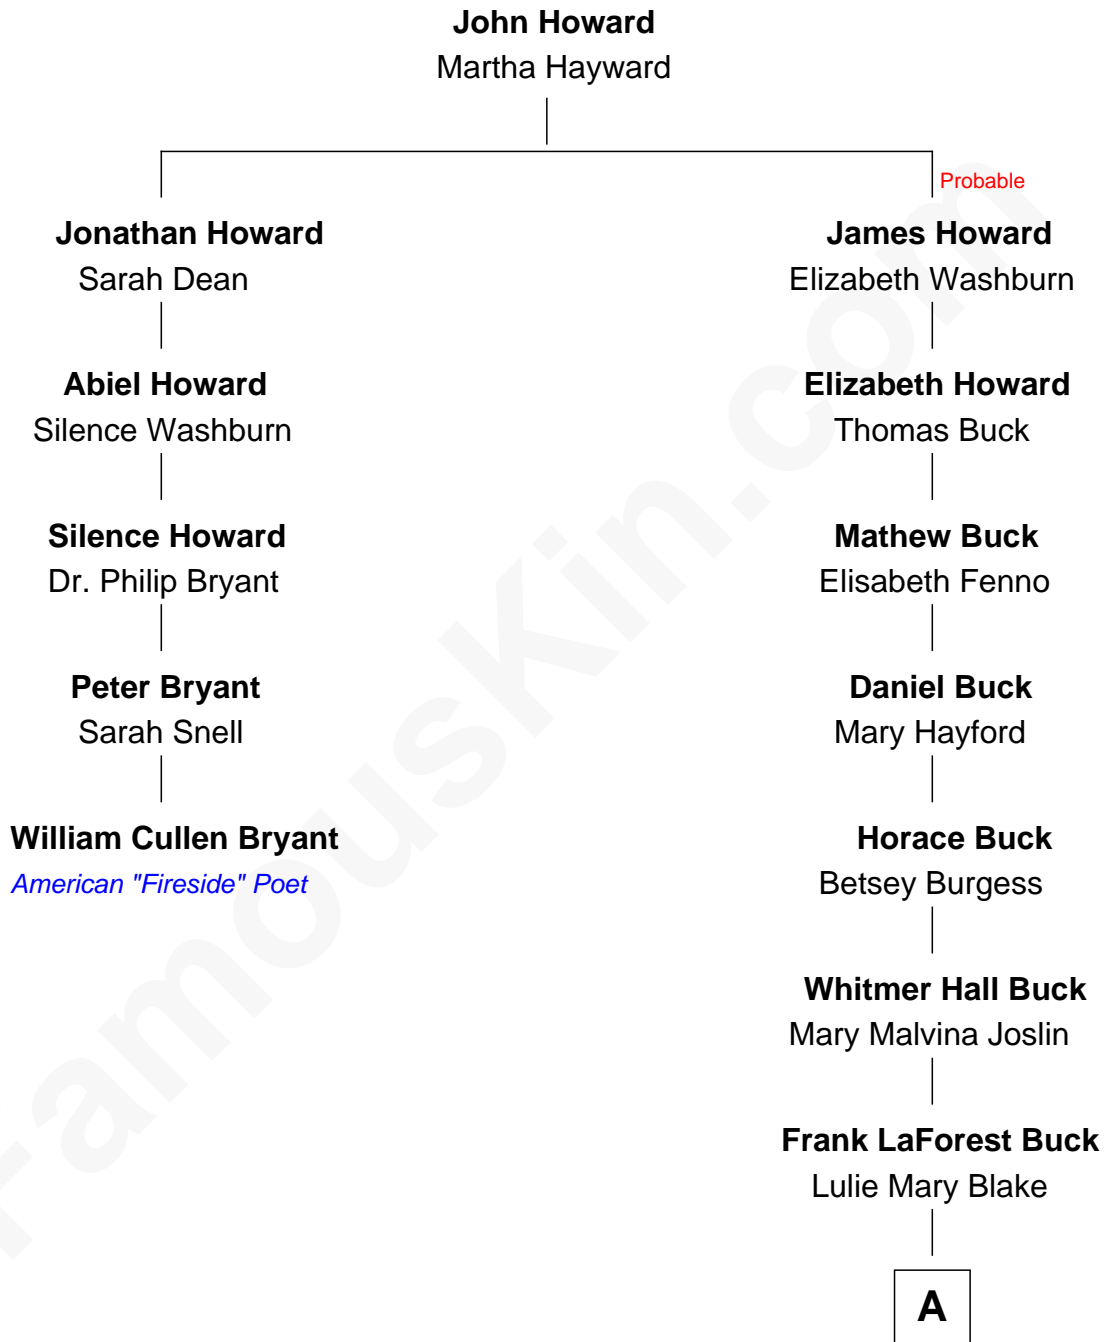 John Howard
Martha Hayward
Probable
Jonathan Howard
Sarah Dean
James Howard
Elizabeth Washburn
Abiel Howard
Silence Washburn
Elizabeth Howard
Thomas Buck
Silence Howard
Dr. Philip Bryant
Mathew Buck
Elisabeth Fenno
Peter Bryant
Sarah Snell
Daniel Buck
Mary Hayford
William Cullen Bryant
American "Fireside" Poet
Horace Buck
Betsey Burgess
Whitmer Hall Buck
Mary Malvina Joslin
Frank LaForest Buck
Lulie Mary Blake
A
FamousKin.com